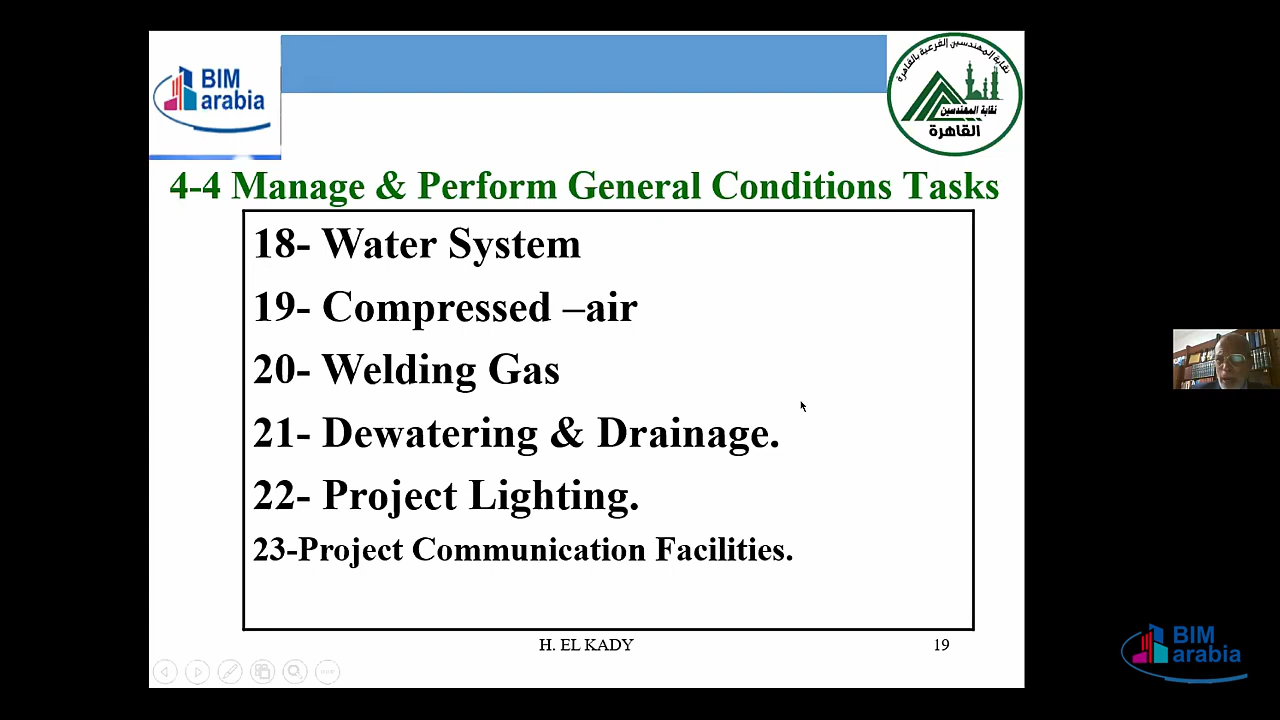 BIM
arabia
نقابة المهندسين الفرعية بالقاهرة
نقابة المهندسين
القاهرة
4-4 Manage & Perform General Conditions Tasks
18- Water System
19- Compressed –air
20- Welding Gas
21- Dewatering & Drainage.
22- Project Lighting.
23-Project Communication Facilities.
H. EL KADY
19
BIM
arabia